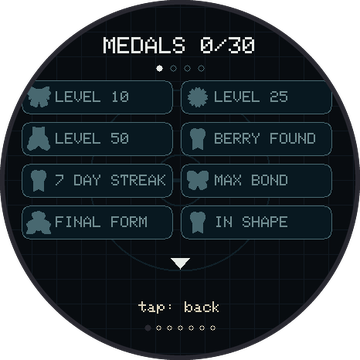 MEDALS 0/30
LEVEL 10
LEVEL 25
LEVEL 50
BERRY FOUND
7 DAY STREAK
MAX BOND
FINAL FORM
IN SHAPE
tap: back